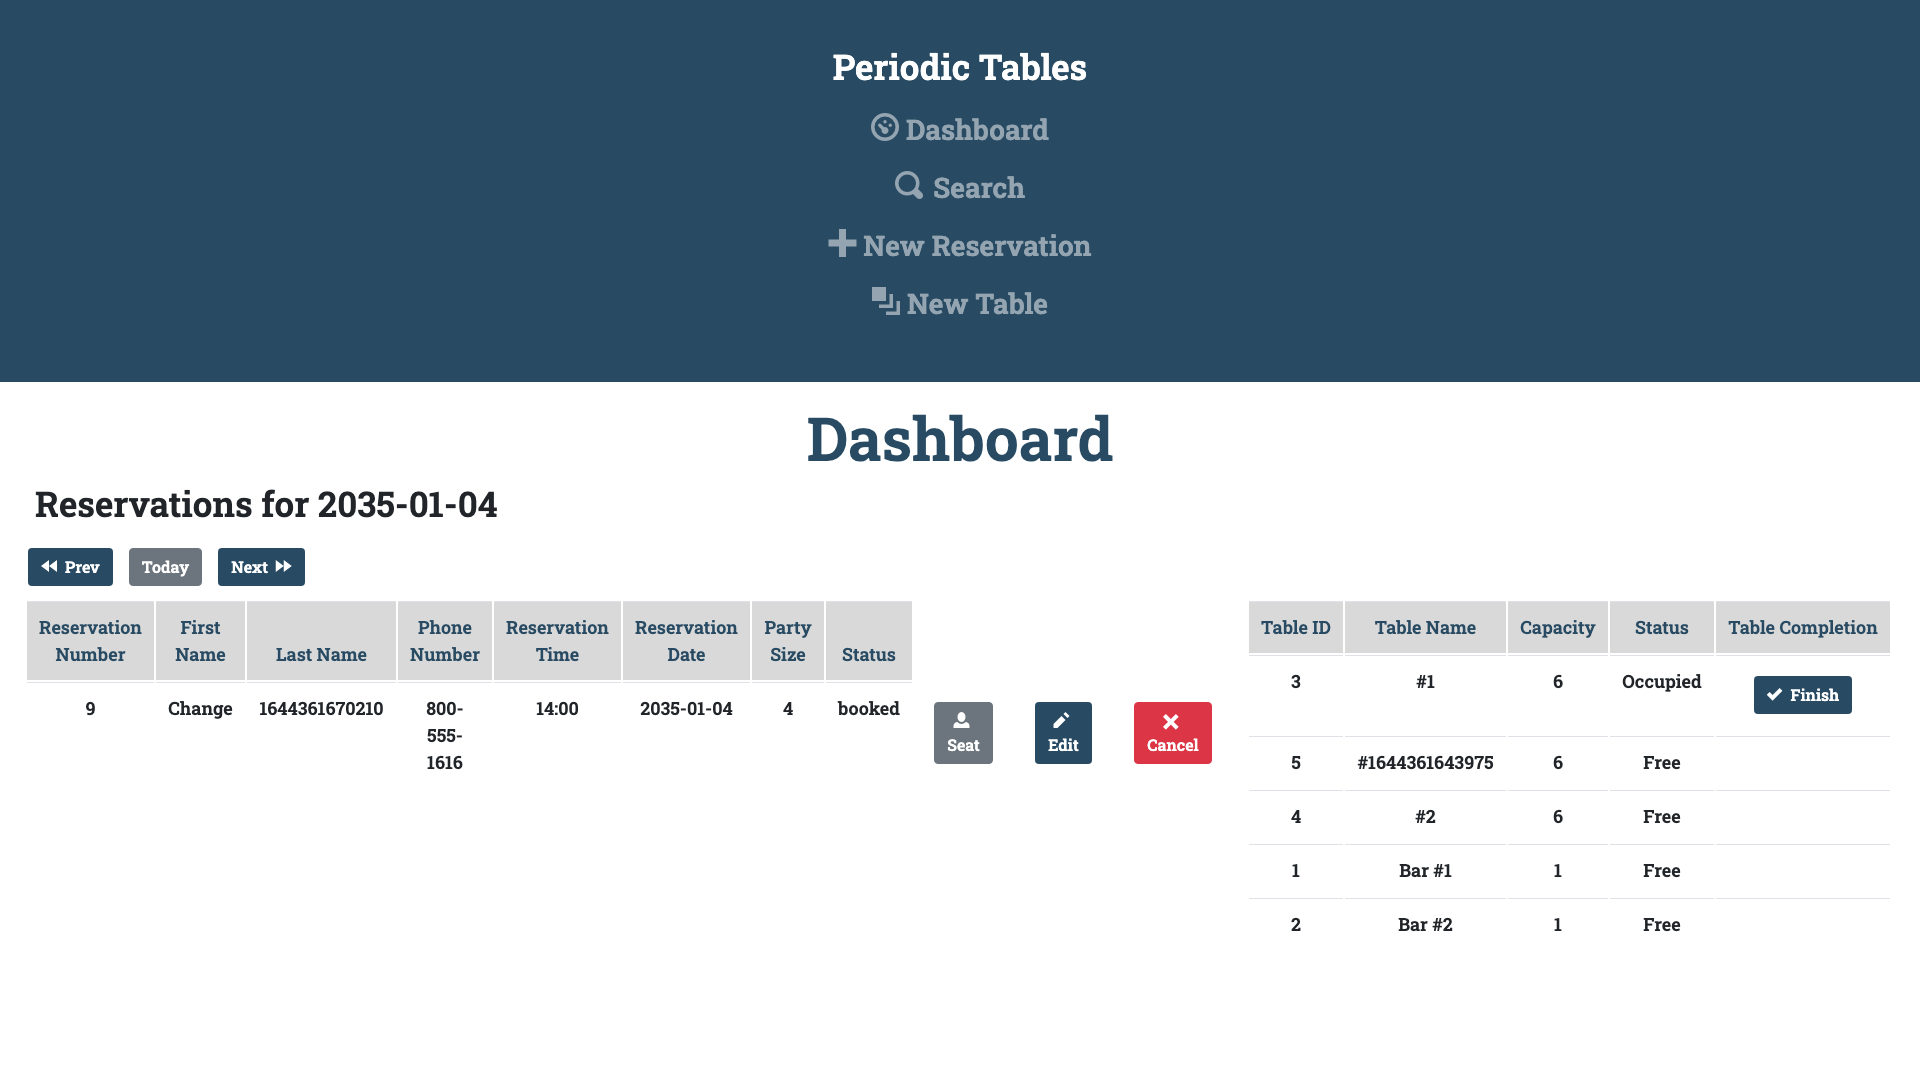 Periodic Tables
Dashboard
Search
New Reservation
New Table
Dashboard
Reservations for 2035-01-04
Prev Today Next
Reservation Number First Name Last Name Phone Number Reservation Time Reservation Date Party Size Status
9 Change 1644361670210 800-555-1616 14:00 2035-01-04 4 booked Seat Edit Cancel
Table ID Table Name Capacity Status Table Completion
3 #1 6 Occupied Finish
5 #1644361643975 6 Free
4 #2 6 Free
1 Bar #1 1 Free
2 Bar #2 1 Free